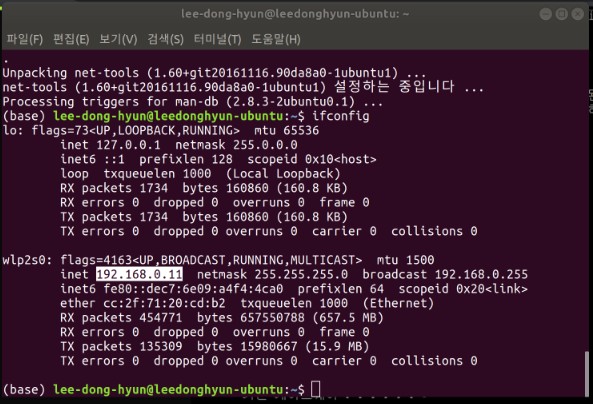 lee-dong-hyun@leedonghyun-ubuntu: ~
파일(F) 편집(E) 보기(V) 검색(S) 터미널(T) 도움말(H)
.
Unpacking net-tools (1.60+git20161116.90da8a0-1ubuntu1) ...
net-tools (1.60+git20161116.90da8a0-1ubuntu1) 설정하는 중입니다 ...
Processing triggers for man-db (2.8.3-2ubuntu0.1) ...
(base) lee-dong-hyun@leedonghyun-ubuntu:~$ ifconfig
lo: flags=73<UP,LOOPBACK,RUNNING>  mtu 65536
inet 127.0.0.1  netmask 255.0.0.0
inet6 ::1  prefixlen 128  scopeid 0x10<host>
loop  txqueuelen 1000  (Local Loopback)
RX packets 1734  bytes 160860 (160.8 KB)
RX errors 0  dropped 0  overruns 0  frame 0
TX packets 1734  bytes 160860 (160.8 KB)
TX errors 0  dropped 0 overruns 0  carrier 0  collisions 0
wlp2s0: flags=4163<UP,BROADCAST,RUNNING,MULTICAST>  mtu 1500
inet 192.168.0.11  netmask 255.255.255.0  broadcast 192.168.0.255
inet6 fe80::dec7:6e09:a4f4:4ca0  prefixlen 64  scopeid 0x20<link>
ether cc:2f:71:20:cd:b2  txqueuelen 1000  (Ethernet)
RX packets 454771  bytes 657550788 (657.5 MB)
RX errors 0  dropped 0  overruns 0  frame 0
TX packets 135309  bytes 15980667 (15.9 MB)
TX errors 0  dropped 0 overruns 0  carrier 0  collisions 0
(base) lee-dong-hyun@leedonghyun-ubuntu:~$